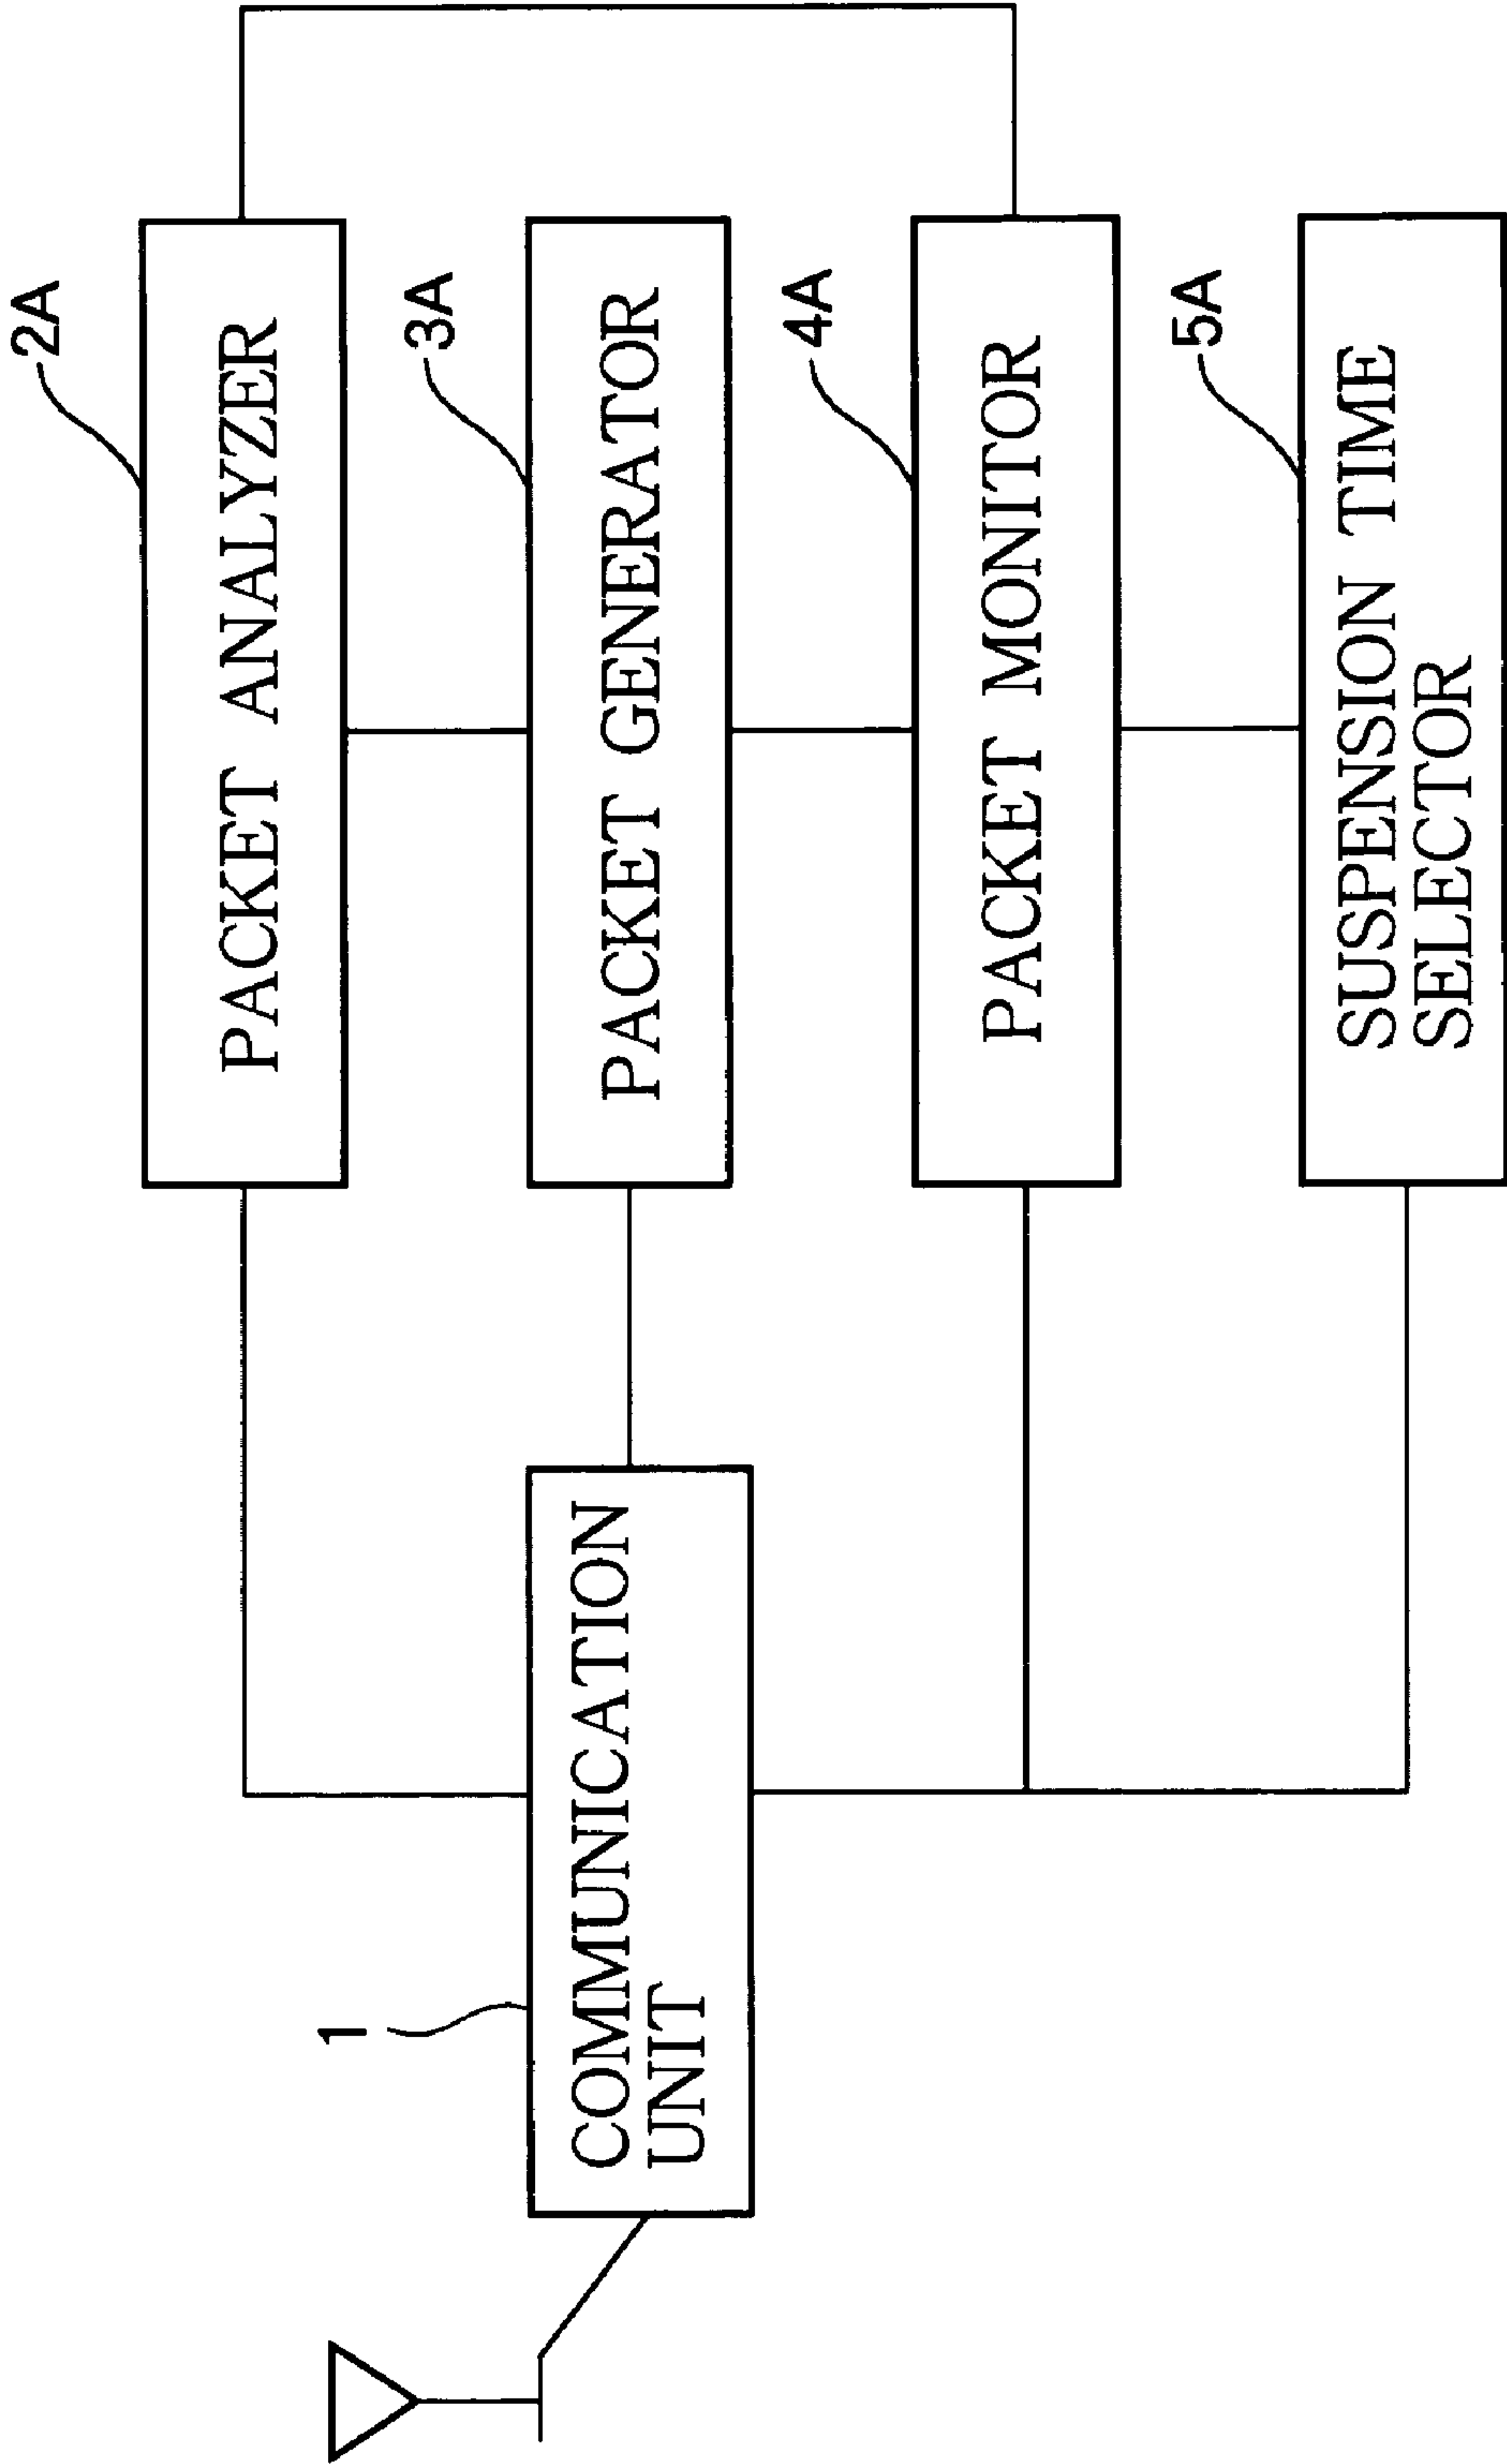 2A
PACKET ANALYZER
3A
PACKET GENERATOR
1
COMMUNICATION
UNIT
4A
PACKET MONITOR
5A
SUSPENSION TIME
SELECTOR